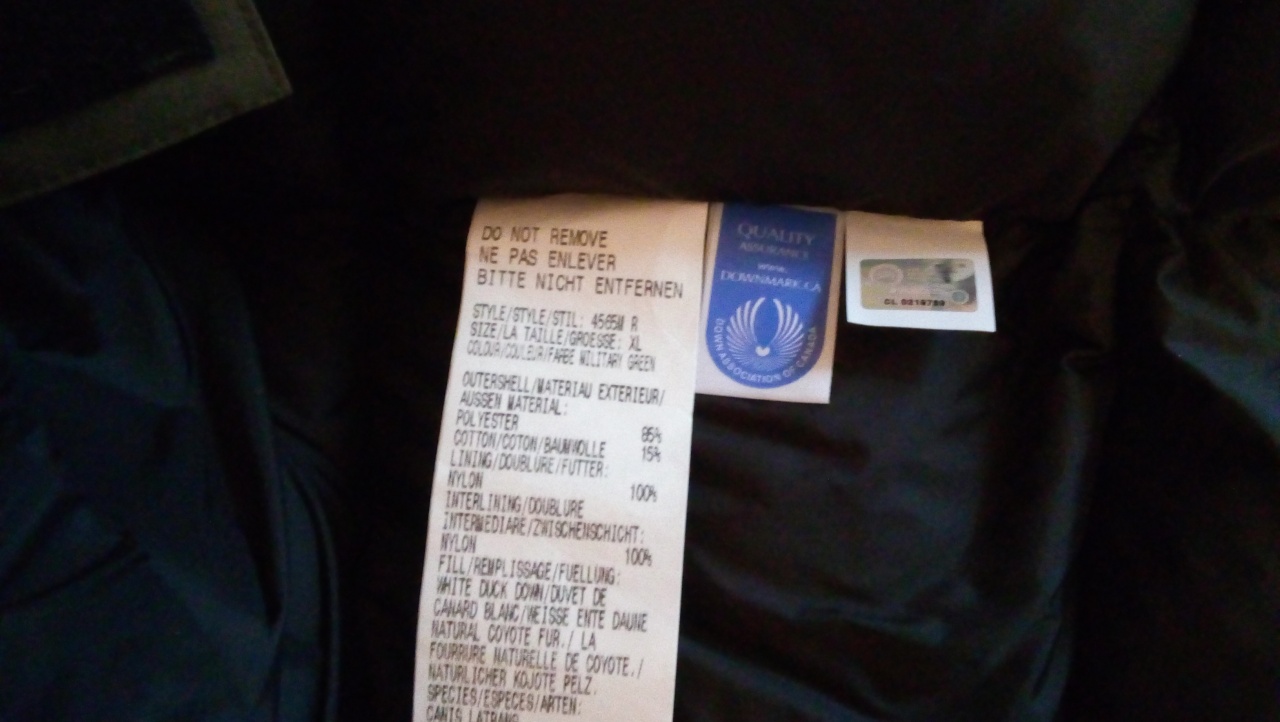 DO NOT REMOVE
NE PAS ENLEVER
BITTE NICHT ENTFERNEN
STYLE/STYLE/STIL: 4565M R
SIZE/LA TAILLE/GROESSE: XL
COLOUR/COULEUR/FARBE MILITARY GREEN
OUTERSHELL/MATERIAU EXTERIEUR/
AUSSEN MATERIAL:
POLYESTER 85%
COTTON/COTON/BAUMWOLLE 15%
LINING/DOUBLURE/FUTTER:
NYLON 100%
INTERLINING/DOUBLURE
INTERMEDIARE/ZWISCHENSCHICHT:
NYLON 100%
FILL/REMPLISSAGE/FUELLUNG:
WHITE DUCK DOWN/DUVET DE
CANARD BLANC/WEISSE ENTE DAUNE
NATURAL COYOTE FUR./ LA
FOURRURE NATURELLE DE COYOTE./
NATURLICHER KOJOTE PELZ.
SPECIES/ESPECES/ARTEN:
CANIS LATRANS
QUALITY
ASSURANCE
www.
DOWNMARK.CA
DOWN ASSOCIATION OF CANADA